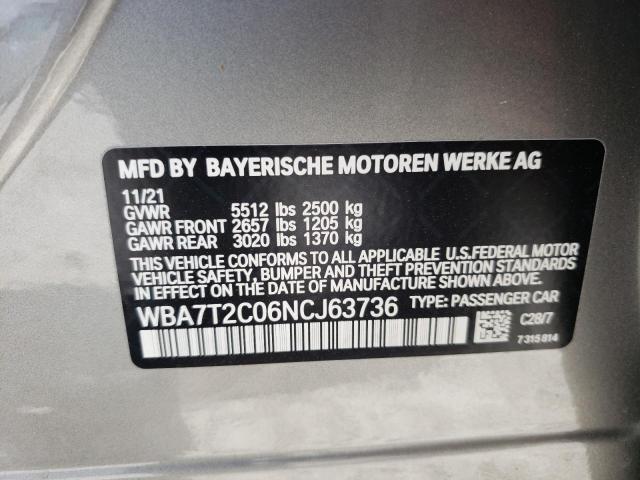 MFD BY BAYERISCHE MOTOREN WERKE AG
11/21
GVWR 5512 lbs 2500 kg
GAWR FRONT 2657 lbs 1205 kg
GAWR REAR 3020 lbs 1370 kg
THIS VEHICLE CONFORMS TO ALL APPLICABLE U.S.FEDERAL MOTOR
VEHICLE SAFETY, BUMPER AND THEFT PREVENTION STANDARDS
IN EFFECT ON THE DATE OF MANUFACTURE SHOWN ABOVE.
WBA7T2C06NCJ63736 TYPE: PASSENGER CAR
C28/7
7315814